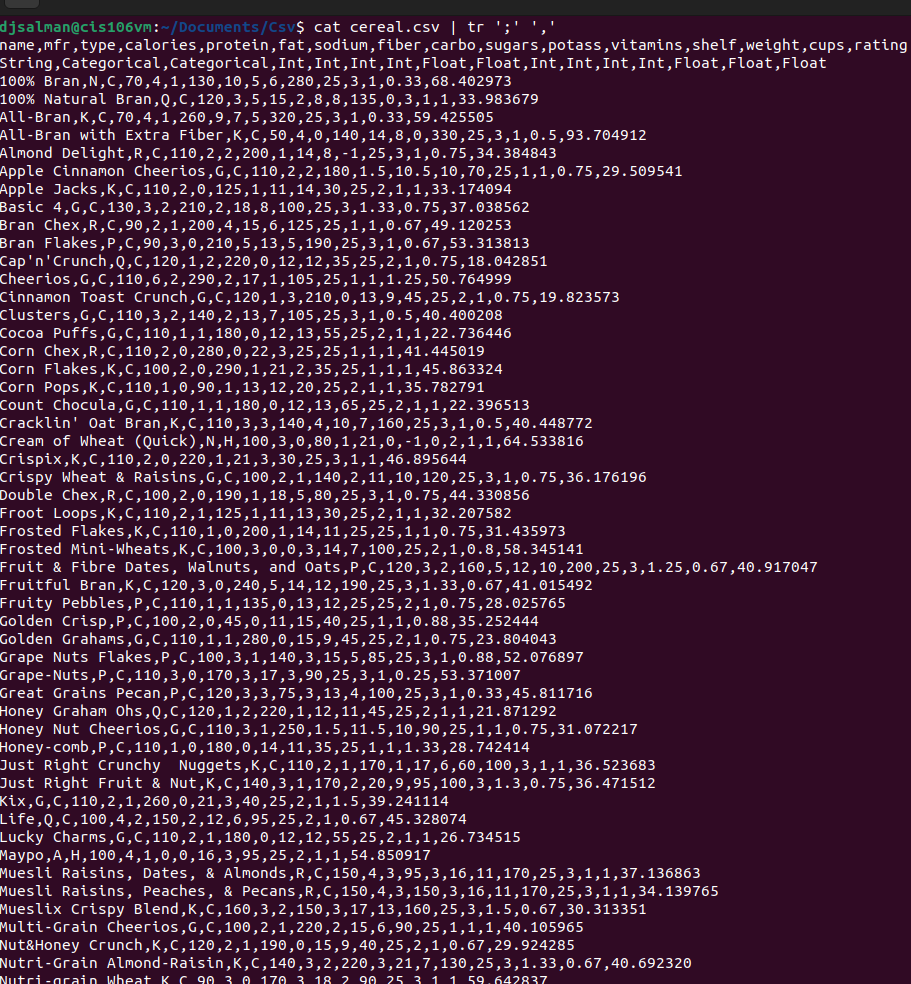 djsalman@cis106vm:~/Documents/Csv$ cat cereal.csv | tr ';' ','
name,mfr,type,calories,protein,fat,sodium,fiber,carbo,sugars,potass,vitamins,shelf,weight,cups,rating
String,Categorical,Categorical,Int,Int,Int,Int,Float,Float,Int,Int,Int,Int,Float,Float,Float
100% Bran,N,C,70,4,1,130,10,5,6,280,25,3,1,0.33,68.402973
100% Natural Bran,Q,C,120,3,5,15,2,8,8,135,0,3,1,1,33.983679
All-Bran,K,C,70,4,1,260,9,7,5,320,25,3,1,0.33,59.425505
All-Bran with Extra Fiber,K,C,50,4,0,140,14,8,0,330,25,3,1,0.5,93.704912
Almond Delight,R,C,110,2,2,200,1,14,8,-1,25,3,1,0.75,34.384843
Apple Cinnamon Cheerios,G,C,110,2,2,180,1.5,10.5,10,70,25,1,1,0.75,29.509541
Apple Jacks,K,C,110,2,0,125,1,11,14,30,25,2,1,1,33.174094
Basic 4,G,C,130,3,2,210,2,18,8,100,25,3,1.33,0.75,37.038562
Bran Chex,R,C,90,2,1,200,4,15,6,125,25,1,1,0.67,49.120253
Bran Flakes,P,C,90,3,0,210,5,13,5,190,25,3,1,0.67,53.313813
Cap'n'Crunch,Q,C,120,1,2,220,0,12,12,35,25,2,1,0.75,18.042851
Cheerios,G,C,110,6,2,290,2,17,1,105,25,1,1,1.25,50.764999
Cinnamon Toast Crunch,G,C,120,1,3,210,0,13,9,45,25,2,1,0.75,19.823573
Clusters,G,C,110,3,2,140,2,13,7,105,25,3,1,0.5,40.400208
Cocoa Puffs,G,C,110,1,1,180,0,12,13,55,25,2,1,1,22.736446
Corn Chex,R,C,110,2,0,280,0,22,3,25,25,1,1,1,41.445019
Corn Flakes,K,C,100,2,0,290,1,21,2,35,25,1,1,1,45.863324
Corn Pops,K,C,110,1,0,90,1,13,12,20,25,2,1,1,35.782791
Count Chocula,G,C,110,1,1,180,0,12,13,65,25,2,1,1,22.396513
Cracklin' Oat Bran,K,C,110,3,3,140,4,10,7,160,25,3,1,0.5,40.448772
Cream of Wheat (Quick),N,H,100,3,0,80,1,21,0,-1,0,2,1,1,64.533816
Crispix,K,C,110,2,0,220,1,21,3,30,25,3,1,1,46.895644
Crispy Wheat & Raisins,G,C,100,2,1,140,2,11,10,120,25,3,1,0.75,36.176196
Double Chex,R,C,100,2,0,190,1,18,5,80,25,3,1,0.75,44.330856
Froot Loops,K,C,110,2,1,125,1,11,13,30,25,2,1,1,32.207582
Frosted Flakes,K,C,110,1,0,200,1,14,11,25,25,1,1,0.75,31.435973
Frosted Mini-Wheats,K,C,100,3,0,0,3,14,7,100,25,2,1,0.8,58.345141
Fruit & Fibre Dates, Walnuts, and Oats,P,C,120,3,2,160,5,12,10,200,25,3,1.25,0.67,40.917047
Fruitful Bran,K,C,120,3,0,240,5,14,12,190,25,3,1.33,0.67,41.015492
Fruity Pebbles,P,C,110,1,1,135,0,13,12,25,25,2,1,0.75,28.025765
Golden Crisp,P,C,100,2,0,45,0,11,15,40,25,1,1,0.88,35.252444
Golden Grahams,G,C,110,1,1,280,0,15,9,45,25,2,1,0.75,23.804043
Grape Nuts Flakes,P,C,100,3,1,140,3,15,5,85,25,3,1,0.88,52.076897
Grape-Nuts,P,C,110,3,0,170,3,17,3,90,25,3,1,0.25,53.371007
Great Grains Pecan,P,C,120,3,3,75,3,13,4,100,25,3,1,0.33,45.811716
Honey Graham Ohs,Q,C,120,1,2,220,1,12,11,45,25,2,1,1,21.871292
Honey Nut Cheerios,G,C,110,3,1,250,1.5,11.5,10,90,25,1,1,0.75,31.072217
Honey-comb,P,C,110,1,0,180,0,14,11,35,25,1,1,1.33,28.742414
Just Right Crunchy  Nuggets,K,C,110,2,1,170,1,17,6,60,100,3,1,1,36.523683
Just Right Fruit & Nut,K,C,140,3,1,170,2,20,9,95,100,3,1.3,0.75,36.471512
Kix,G,C,110,2,1,260,0,21,3,40,25,2,1,1.5,39.241114
Life,Q,C,100,4,2,150,2,12,6,95,25,2,1,0.67,45.328074
Lucky Charms,G,C,110,2,1,180,0,12,12,55,25,2,1,1,26.734515
Maypo,A,H,100,4,1,0,0,16,3,95,25,2,1,1,54.850917
Muesli Raisins, Dates, & Almonds,R,C,150,4,3,95,3,16,11,170,25,3,1,1,37.136863
Muesli Raisins, Peaches, & Pecans,R,C,150,4,3,150,3,16,11,170,25,3,1,1,34.139765
Mueslix Crispy Blend,K,C,160,3,2,150,3,17,13,160,25,3,1.5,0.67,30.313351
Multi-Grain Cheerios,G,C,100,2,1,220,2,15,6,90,25,1,1,1,40.105965
Nut&Honey Crunch,K,C,120,2,1,190,0,15,9,40,25,2,1,0.67,29.924285
Nutri-Grain Almond-Raisin,K,C,140,3,2,220,3,21,7,130,25,3,1.33,0.67,40.692320
Nutri-grain Wheat,K,C,90,3,0,170,3,18,2,90,25,3,1,1,59.642837